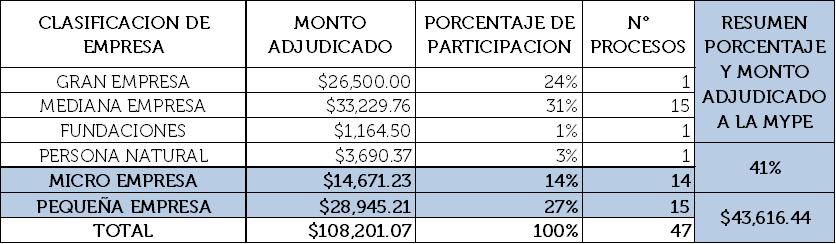 CLASIFICACION DE EMPRESA MONTO ADJUDICADO PORCENTAJE DE PARTICIPACION N° PROCESOS RESUMEN PORCENTAJE Y MONTO ADJUDICADO A LA MYPE
GRAN EMPRESA $26,500.00 24% 1
MEDIANA EMPRESA $33,229.76 31% 15
FUNDACIONES $1,164.50 1% 1
PERSONA NATURAL $3,690.37 3% 1
41%
MICRO EMPRESA $14,671.23 14% 14
PEQUEÑA EMPRESA $28,945.21 27% 15
$43,616.44
TOTAL $108,201.07 100% 47